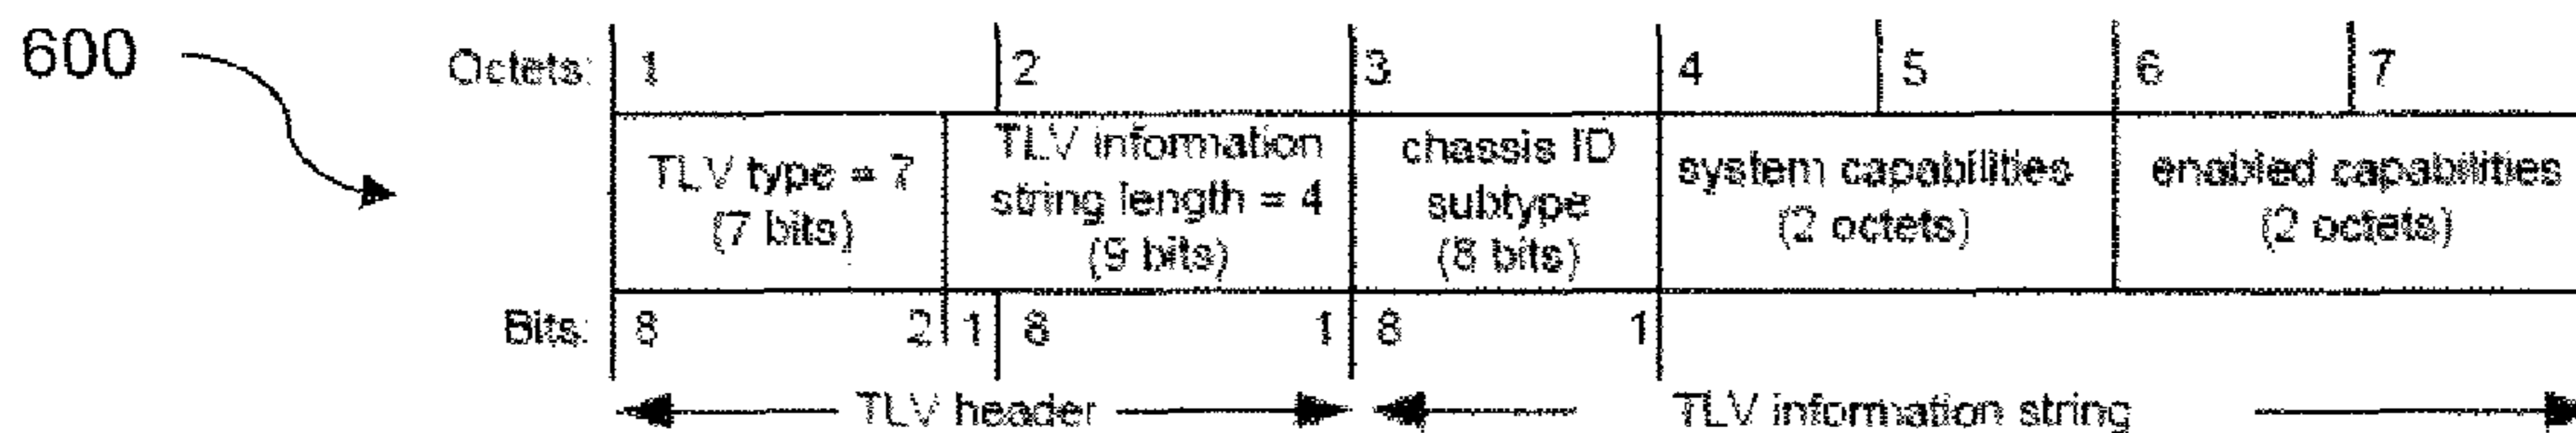 600
Octets: 1 2 3 4 5 6 7
TLV type = 7
(7 bits)
TLV information
string length = 4
(9 bits)
chassis ID
subtype
(8 bits)
system capabilities
(2 octets)
enabled capabilities
(2 octets)
Bits: 8 2 1 8 1 8 1
TLV header
TLV information string